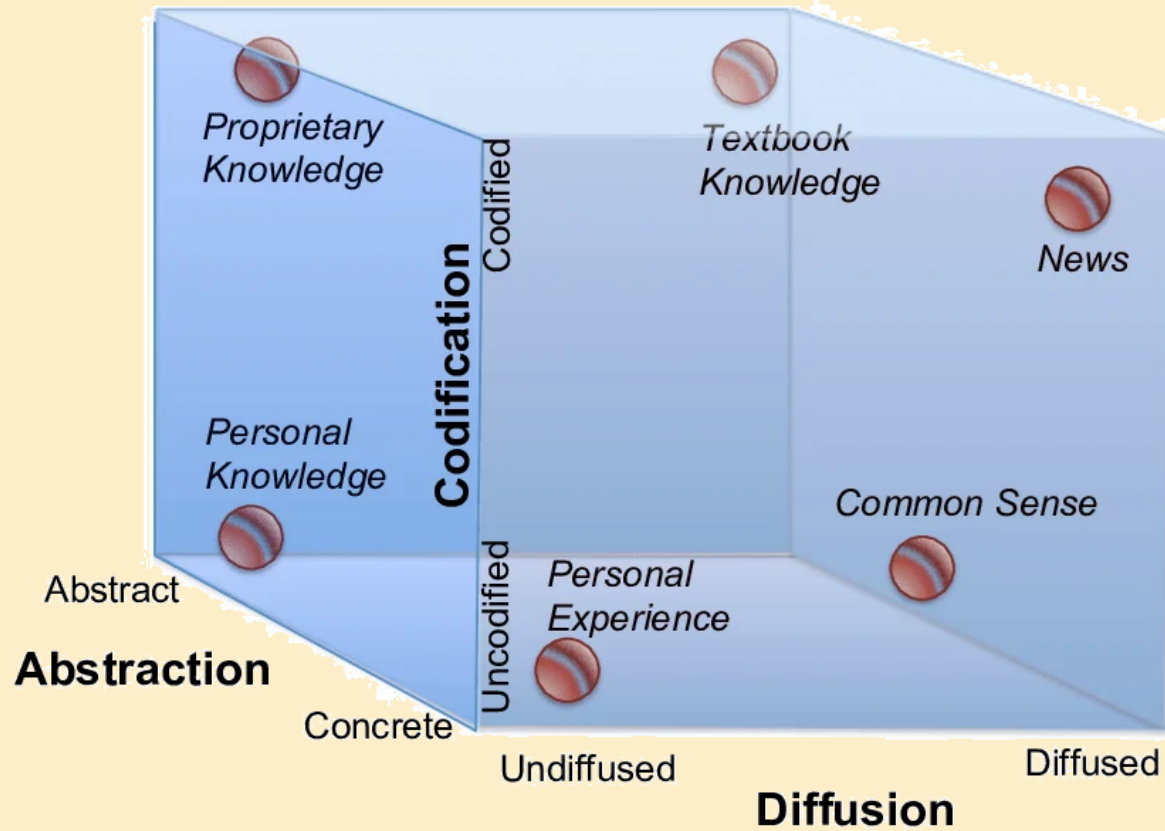 Proprietary
Knowledge
Textbook
Knowledge
News
Codified
Codification
Uncodified
Personal
Knowledge
Common Sense
Personal
Experience
Abstract
Abstraction
Concrete
Undiffused
Diffused
Diffusion